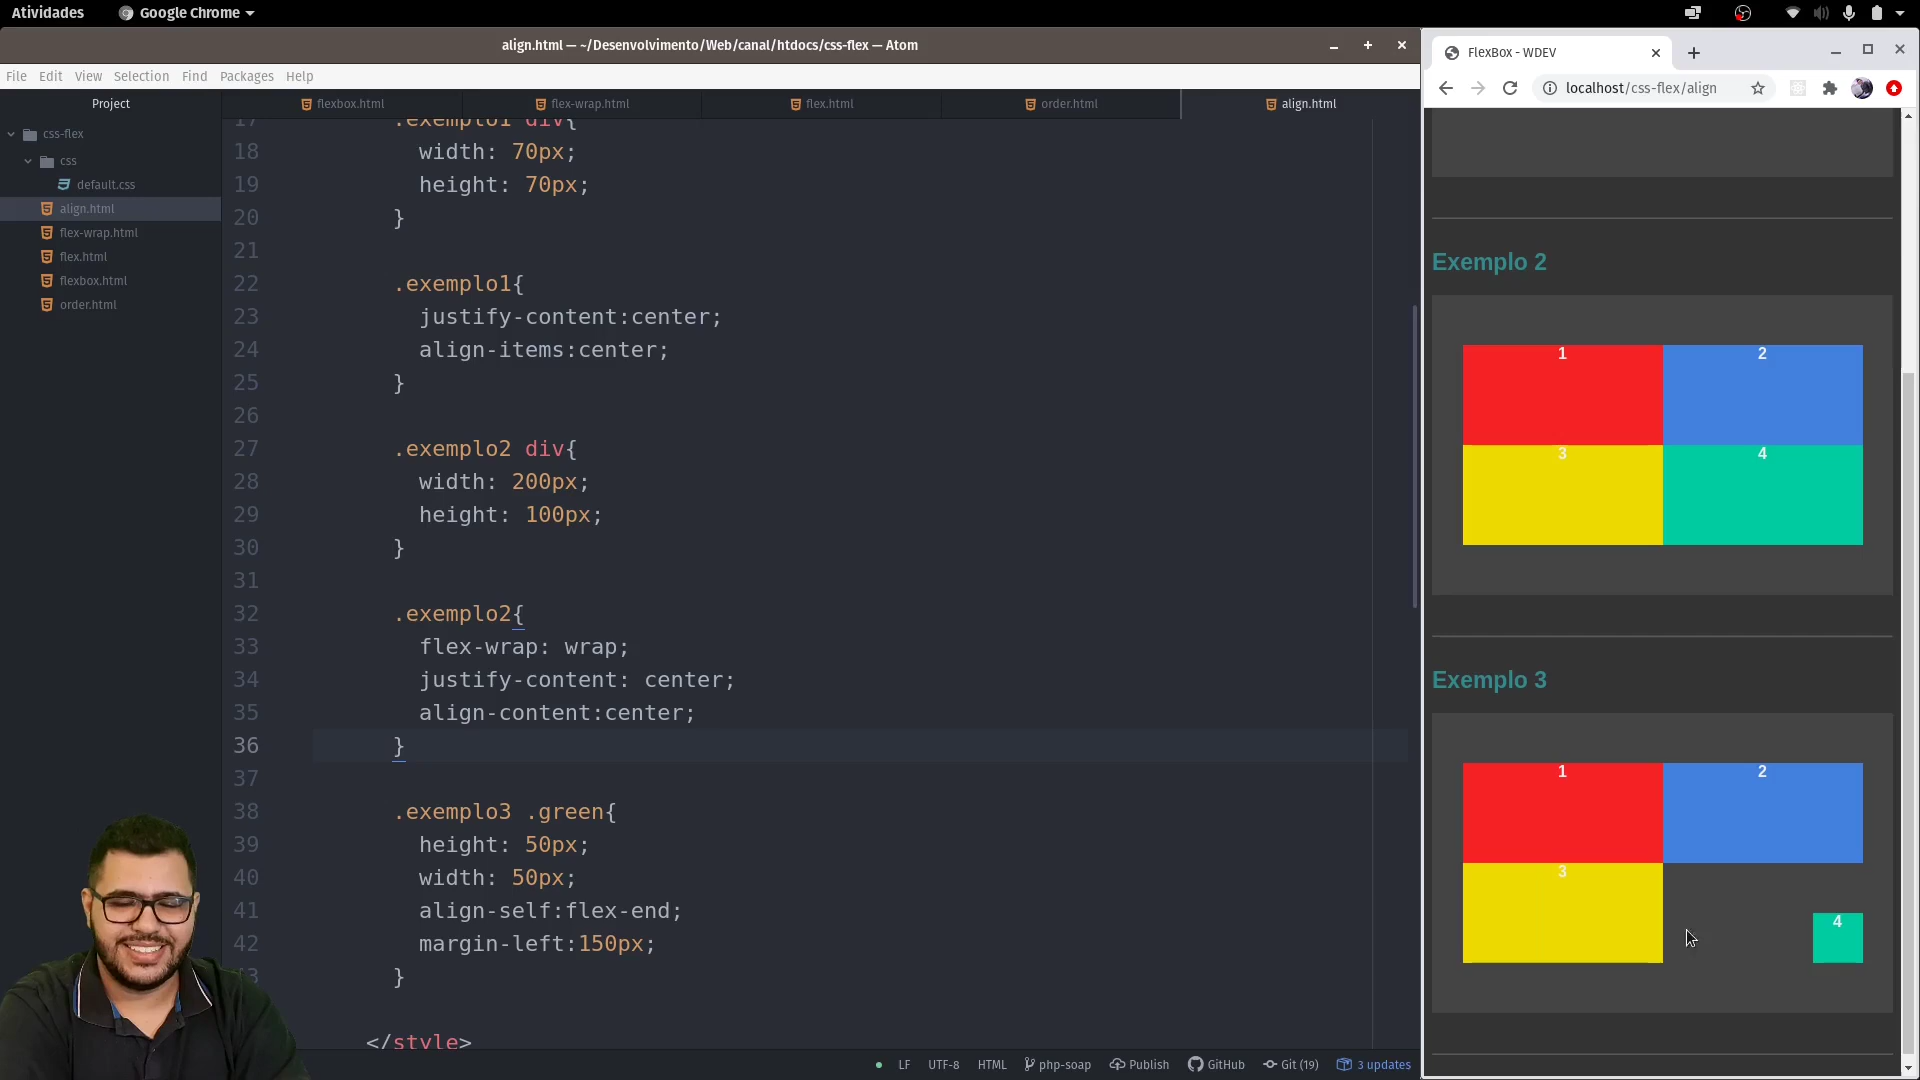 Atividades
Google Chrome
align.html — ~/Desenvolvimento/Web/canal/htdocs/css-flex — Atom
File Edit View Selection Find Packages Help
Project
css-flex
css
default.css
align.html
flex-wrap.html
flex.html
flexbox.html
order.html
flexbox.html
flex-wrap.html
flex.html
order.html
align.html
17 .exemplo1 div{
18 width: 70px;
19 height: 70px;
20 }
21
22 .exemplo1{
23 justify-content:center;
24 align-items:center;
25 }
26
27 .exemplo2 div{
28 width: 200px;
29 height: 100px;
30 }
31
32 .exemplo2{
33 flex-wrap: wrap;
34 justify-content: center;
35 align-content:center;
36 }
37
38 .exemplo3 .green{
39 height: 50px;
40 width: 50px;
41 align-self:flex-end;
42 margin-left:150px;
43 }
</style>
LF UTF-8 HTML php-soap Publish GitHub Git (19) 3 updates
FlexBox - WDEV
localhost/css-flex/align
Exemplo 2
1
2
3
4
Exemplo 3
1
2
3
4